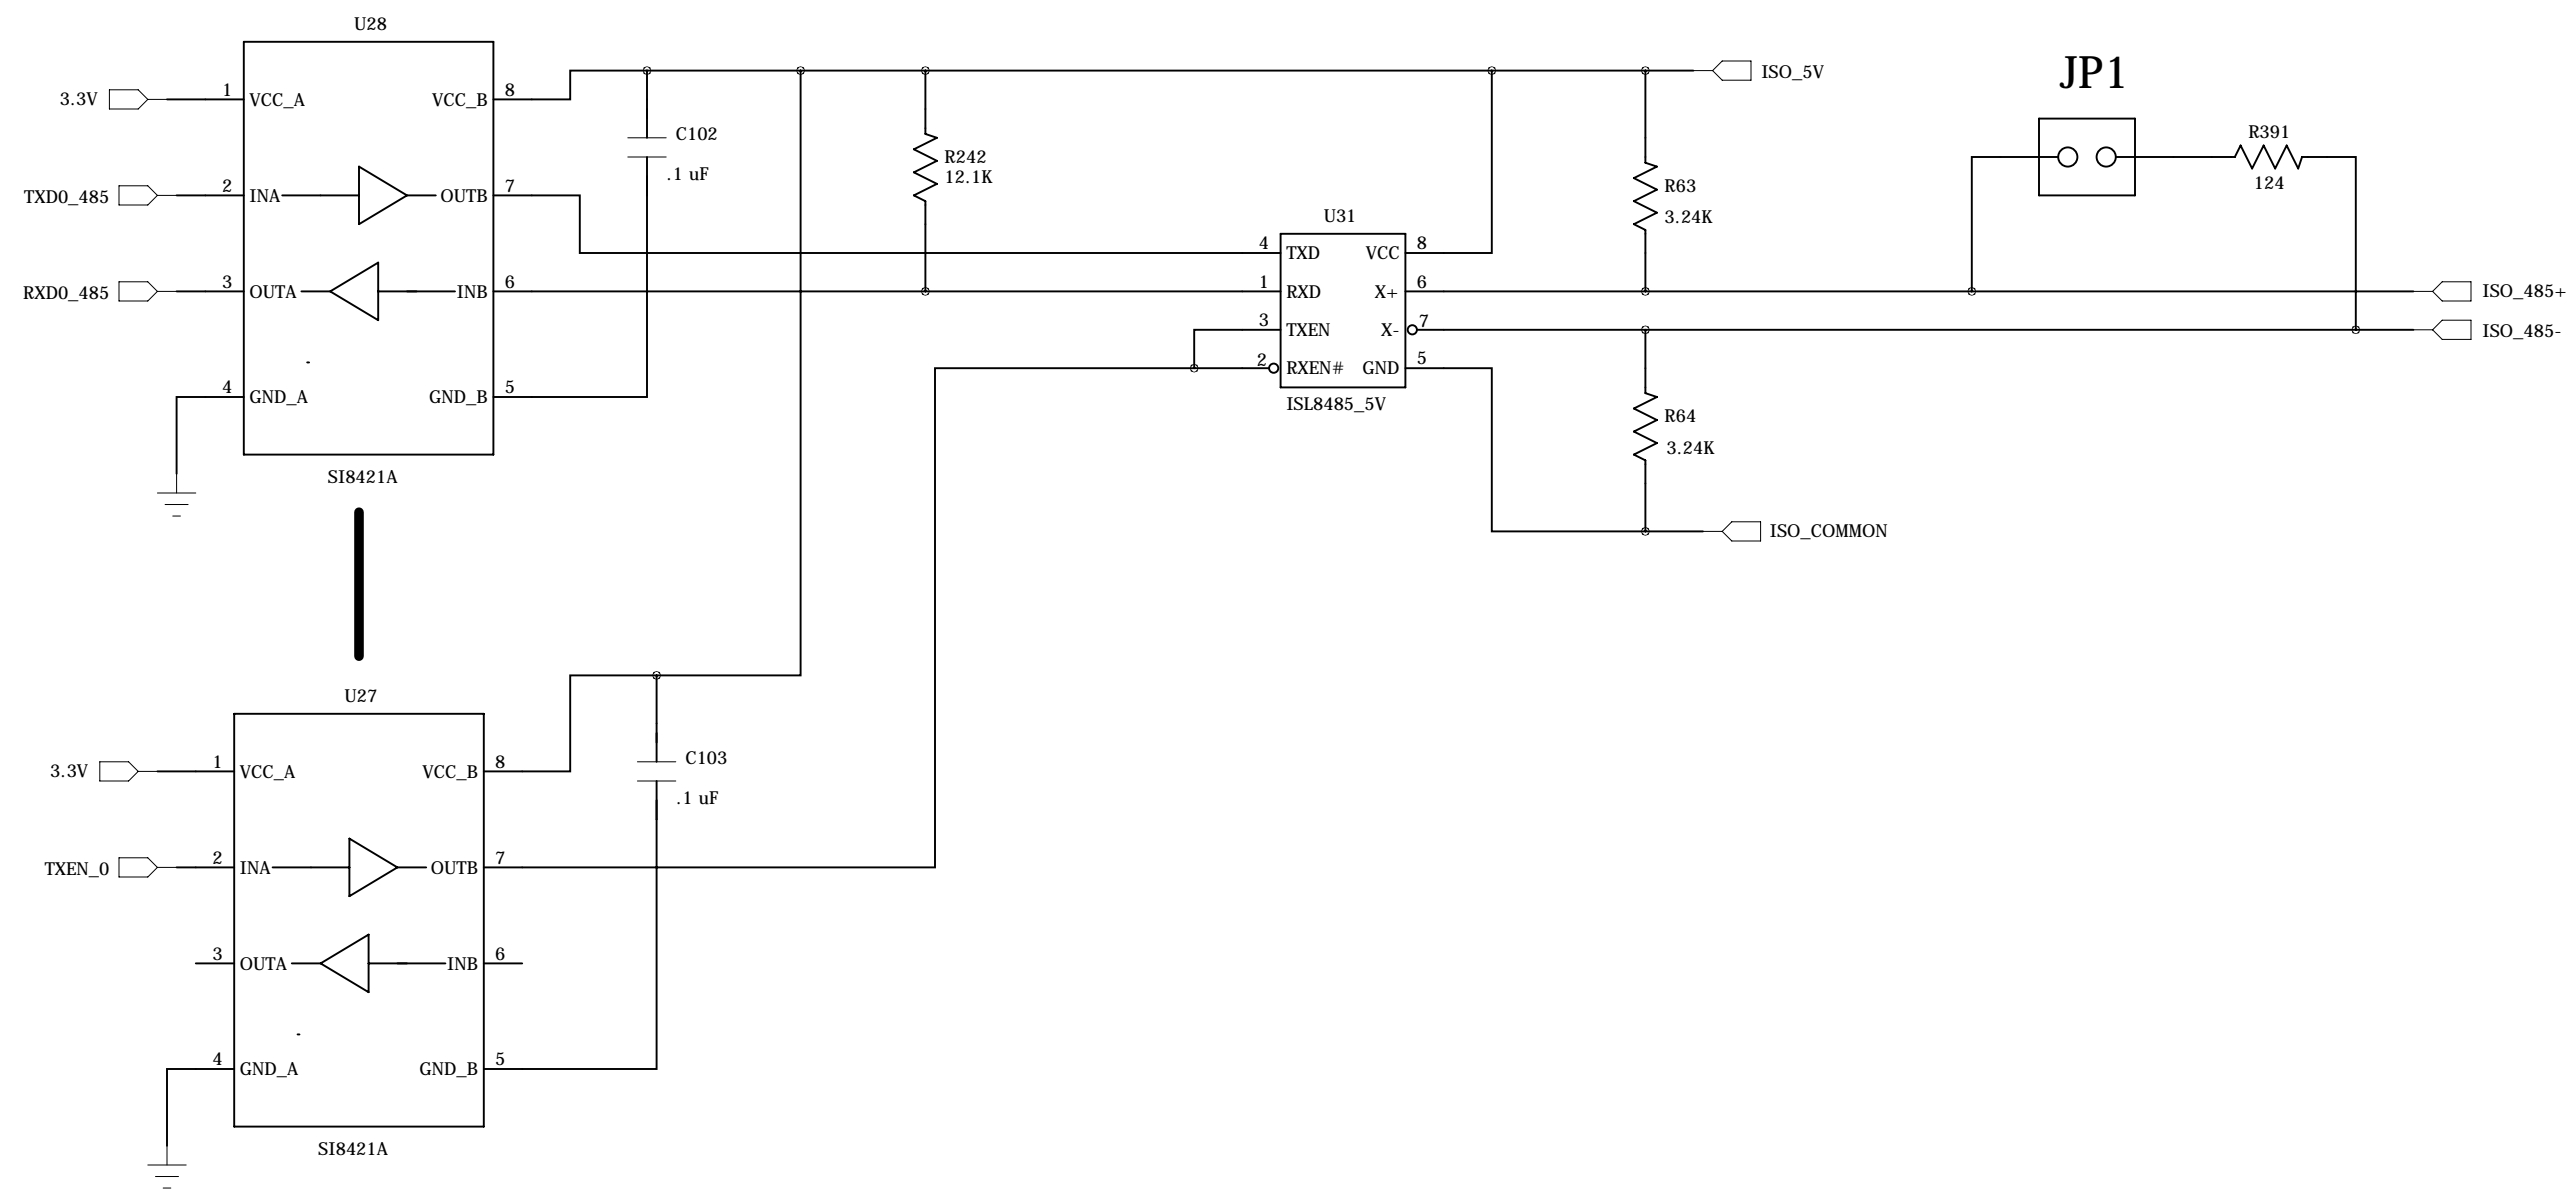 U28
3.3V
1
VCC_A
VCC_B
8
TXD0_485
2
INA
OUTB
7
RXD0_485
3
OUTA
INB
6
4
GND_A
GND_B
5
SI8421A
C102
.1 uF
R242
12.1K
ISO_5V
U31
4
TXD
VCC
8
1
RXD
X+
6
3
TXEN
X-
7
2
RXEN#
GND
5
ISL8485_5V
R63
3.24K
R64
3.24K
ISO_COMMON
JP1
R391
124
ISO_485+
ISO_485-
U27
3.3V
1
VCC_A
VCC_B
8
TXEN_0
2
INA
OUTB
7
3
OUTA
INB
6
4
GND_A
GND_B
5
SI8421A
C103
.1 uF